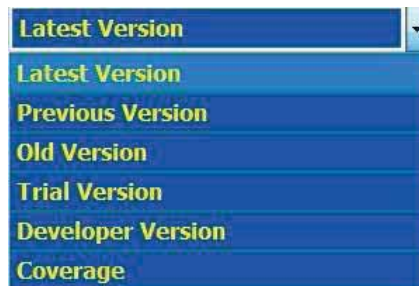 Latest Version
Latest Version
Previous Version
Old Version
Trial Version
Developer Version
Coverage